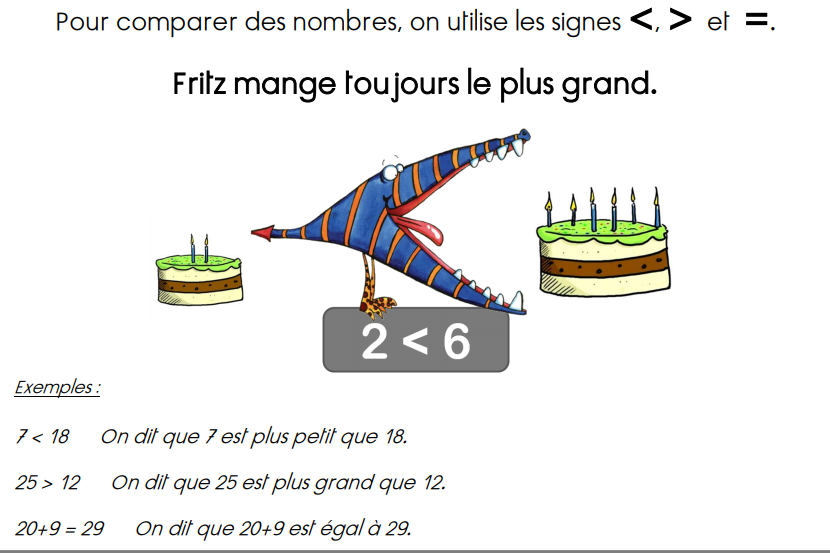 Pour comparer des nombres, on utilise les signes <, > et =.
Fritz mange toujours le plus grand.
2 < 6
Exemples :
7 < 18 On dit que 7 est plus petit que 18.
25 > 12 On dit que 25 est plus grand que 12.
20+9 = 29 On dit que 20+9 est égal à 29.